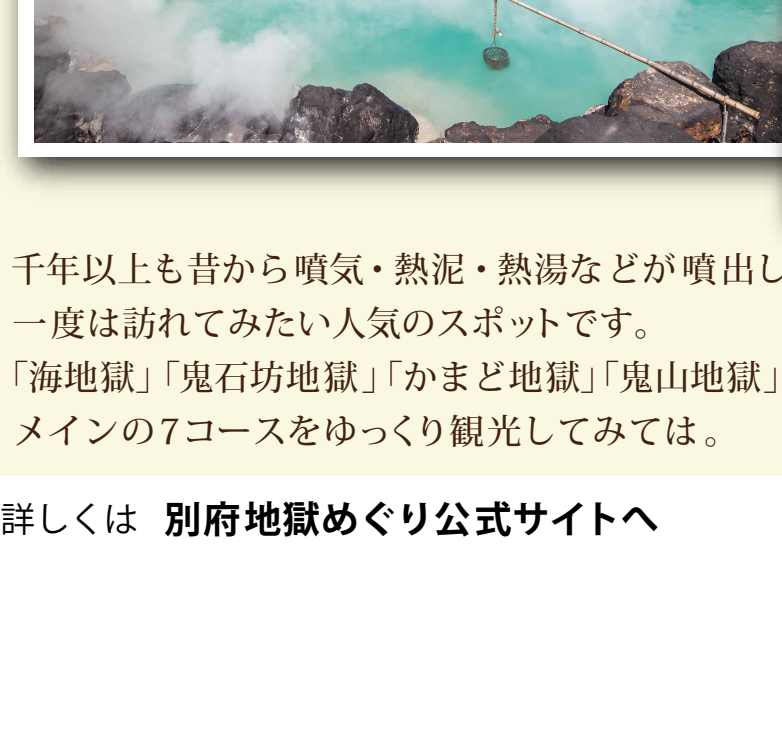 千年以上も昔から噴気・熱泥・熱湯などが噴出し
一度は訪れてみたい人気のスポットです。
「海地獄」「鬼石坊地獄」「かまど地獄」「鬼山地獄」
メインの7コースをゆっくり観光してみては。
詳しくは 別府地獄めぐり公式サイトへ